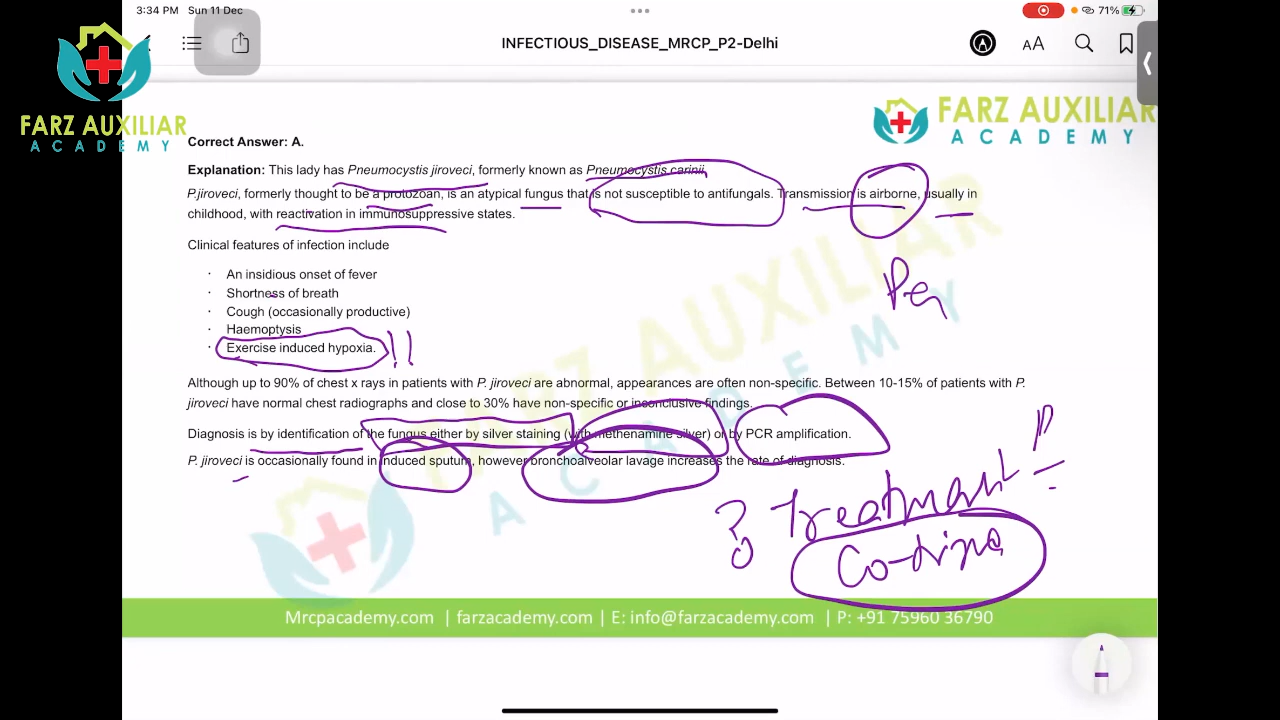 3:34 PM Sun 11 Dec
71%
INFECTIOUS_DISEASE_MRCP_P2-Delhi
AA
FARZ AUXILIAR
ACADEMY
FARZ AUXILIAR
ACADEMY
Correct Answer: A.
Explanation: This lady has Pneumocystis jiroveci, formerly known as Pneumocystis carinii.
P.jiroveci, formerly thought to be a protozoan, is an atypical fungus that is not susceptible to antifungals. Transmission is airborne, usually in
childhood, with reactivation in immunosuppressive states.
Clinical features of infection include
· An insidious onset of fever
· Shortness of breath
· Cough (occasionally productive)
· Haemoptysis
· Exercise induced hypoxia. !!
Although up to 90% of chest x rays in patients with P. jiroveci are abnormal, appearances are often non-specific. Between 10-15% of patients with P.
jiroveci have normal chest radiographs and close to 30% have non-specific or inconclusive findings.
Diagnosis is by identification of the fungus either by silver staining (with methenamine silver) or by PCR amplification.
P. jiroveci is occasionally found in induced sputum, however bronchoalveolar lavage increases the rate of diagnosis.
? Treatment
Mrcpacademy.com | farzacademy.com | E: info@farzacademy.com | P: +91 75960 36790